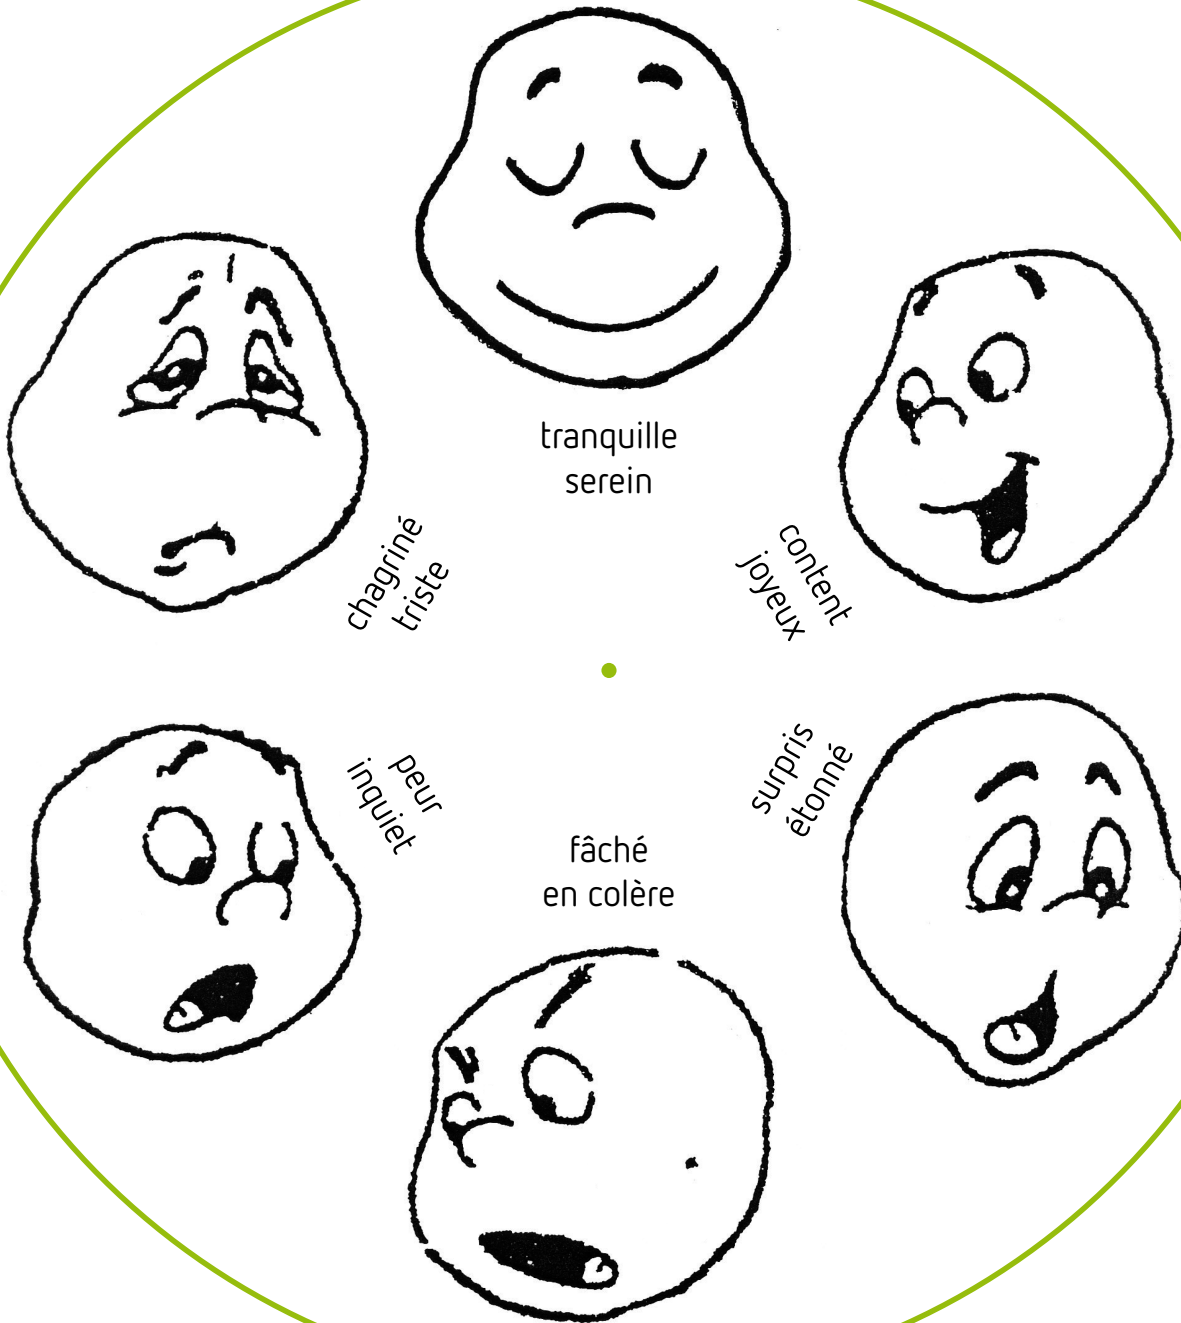 tranquille
serein
content
joyeux
surpris
étonné
fâché
en colère
peur
inquiet
chagriné
triste